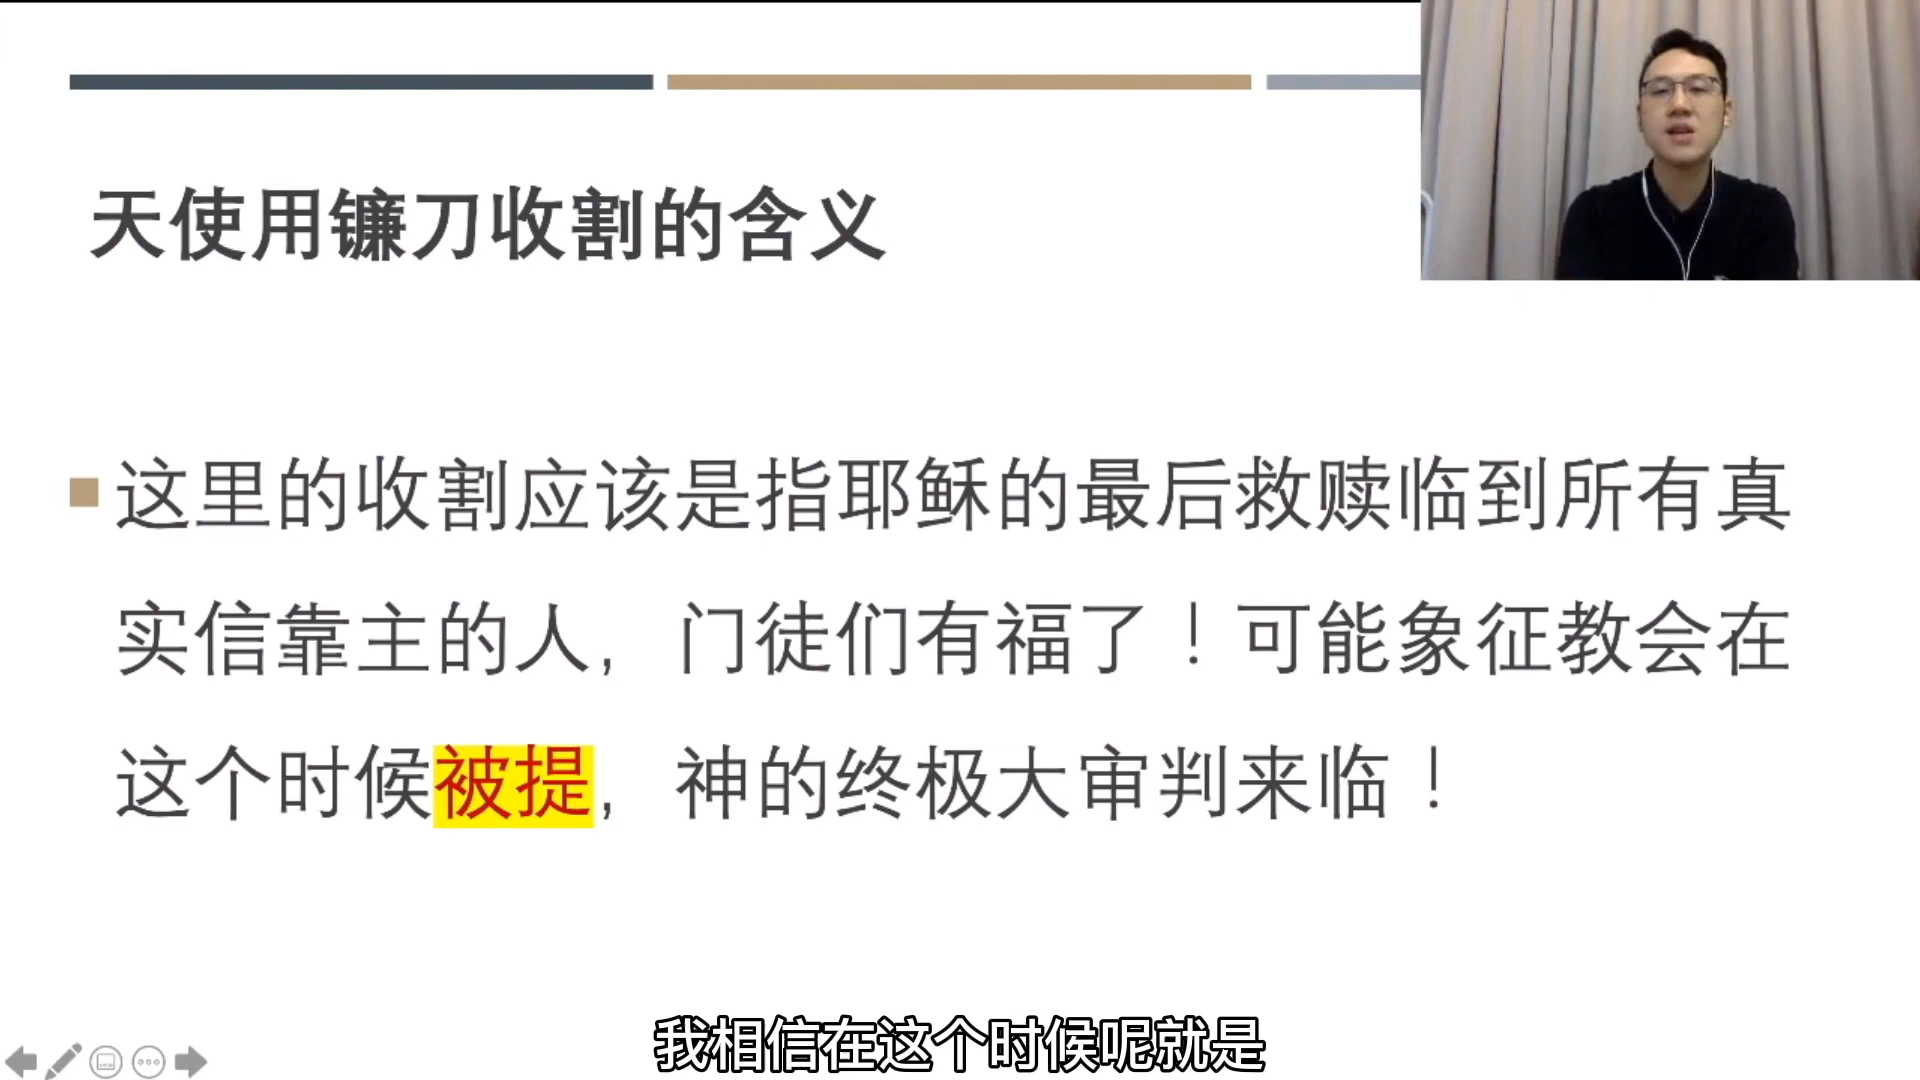 天使用镰刀收割的含义
这里的收割应该是指耶稣的最后救赎临到所有真
实信靠主的人，门徒们有福了！可能象征教会在
这个时候被提，神的终极大审判来临！
我相信在这个时候呢就是